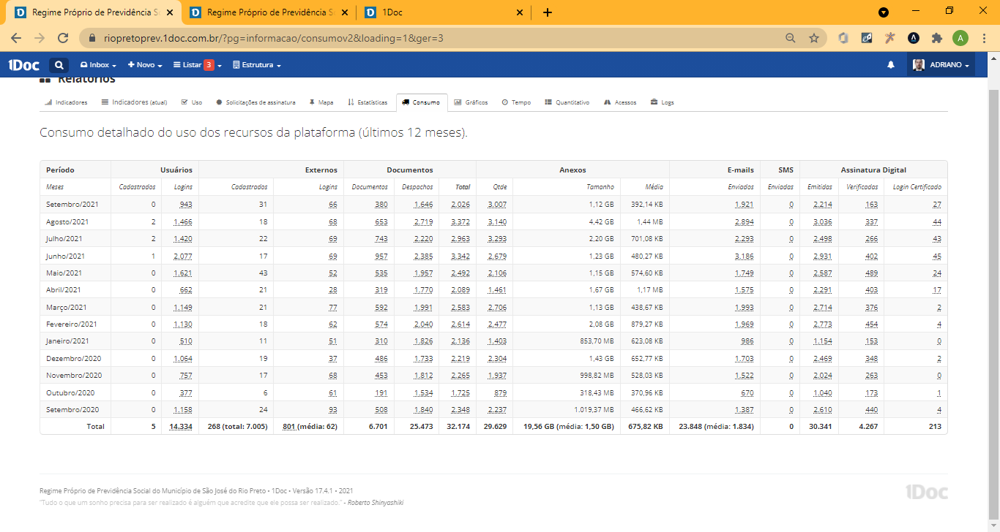 Regime Próprio de Previdência S Regime Próprio de Previdência S 1Doc
riopretoprev.1doc.com.br/?pg=informacao/consumov2&loading=1&ger=3 A
1Doc Inbox Novo Listar 3 Estrutura ADRIANO
Relatórios
Indicadores Indicadores (atual) Uso Solicitações de assinatura Mapa Estatísticas Consumo Gráficos Tempo Quantitativo Acessos Logs
Consumo detalhado do uso dos recursos da plataforma (últimos 12 meses).
Período Usuários Externos Documentos Anexos E-mails SMS Assinatura Digital
Meses Cadastrados Logins Cadastrados Logins Documentos Despachos Total Qtde Tamanho Média Enviados Enviadas Emitidas Verificadas Login Certificado
Setembro/2021 0 943 31 66 380 1.646 2.026 3.007 1,12 GB 392,14 KB 1.921 0 2.214 163 27
Agosto/2021 2 1.466 18 68 653 2.719 3.372 3.140 4,42 GB 1,44 MB 2.894 0 3.036 337 44
Julho/2021 2 1.420 22 69 743 2.220 2.963 3.293 2,20 GB 701,08 KB 2.293 0 2.498 266 43
Junho/2021 1 2.077 17 69 957 2.385 3.342 2.679 1,23 GB 480,27 KB 3.186 0 2.931 402 45
Maio/2021 0 1.621 43 52 535 1.957 2.492 2.106 1,15 GB 574,60 KB 1.749 0 2.587 489 24
Abril/2021 0 662 21 28 319 1.770 2.089 1.461 1,67 GB 1,17 MB 1.575 0 2.291 403 17
Março/2021 0 1.149 21 77 592 1.991 2.583 2.706 1,13 GB 438,67 KB 1.993 0 2.714 376 2
Fevereiro/2021 0 1.130 18 62 574 2.040 2.614 2.477 2,08 GB 879,27 KB 1.969 0 2.773 454 4
Janeiro/2021 0 510 11 51 310 1.826 2.136 1.403 853,70 MB 623,08 KB 986 0 1.154 153 0
Dezembro/2020 0 1.064 19 37 486 1.733 2.219 2.304 1,43 GB 652,77 KB 1.703 0 2.469 348 2
Novembro/2020 0 757 17 68 453 1.812 2.265 1.937 998,82 MB 528,03 KB 1.522 0 2.024 263 0
Outubro/2020 0 377 6 61 191 1.534 1.725 879 318,43 MB 370,96 KB 670 0 1.040 173 1
Setembro/2020 0 1.158 24 93 508 1.840 2.348 2.237 1.019,37 MB 466,62 KB 1.387 0 2.610 440 4
Total 5 14.334 268 (total: 7.005) 801 (média: 62) 6.701 25.473 32.174 29.629 19,56 GB (média: 1,50 GB) 675,82 KB 23.848 (média: 1.834) 0 30.341 4.267 213
Regime Próprio de Previdência Social do Município de São José do Rio Preto • 1Doc • Versão 17.4.1 • 2021
"Tudo o que um sonho precisa para ser realizado é alguém que acredite que ele possa ser realizado." - Roberto Shinyashiki
1Doc